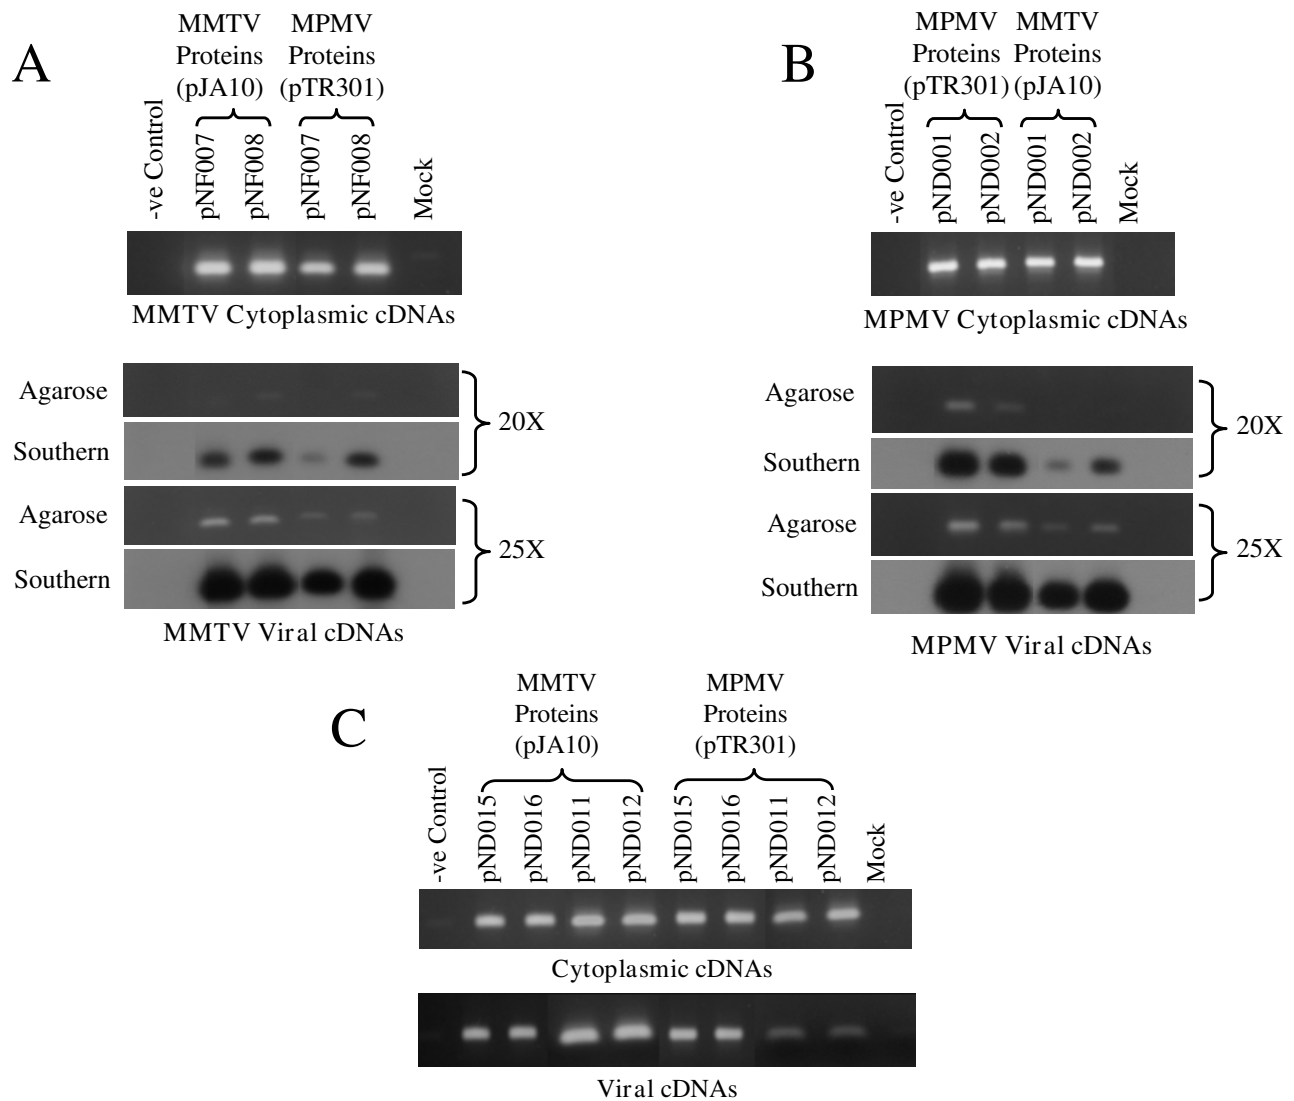 A
MMTV
Proteins
(pJA10)
MPMV
Proteins
(pTR301)
-ve Control
pNF007
pNF008
pNF007
pNF008
Mock
MMTV Cytoplasmic cDNAs
Agarose
Southern
20X
Agarose
Southern
25X
MMTV Viral cDNAs
B
MPMV
Proteins
(pTR301)
MMTV
Proteins
(pJA10)
-ve Control
pND001
pND002
pND001
pND002
Mock
MPMV Cytoplasmic cDNAs
Agarose
Southern
20X
Agarose
Southern
25X
MPMV Viral cDNAs
C
MMTV
Proteins
(pJA10)
MPMV
Proteins
(pTR301)
-ve Control
pND015
pND016
pND011
pND012
pND015
pND016
pND011
pND012
Mock
Cytoplasmic cDNAs
Viral cDNAs